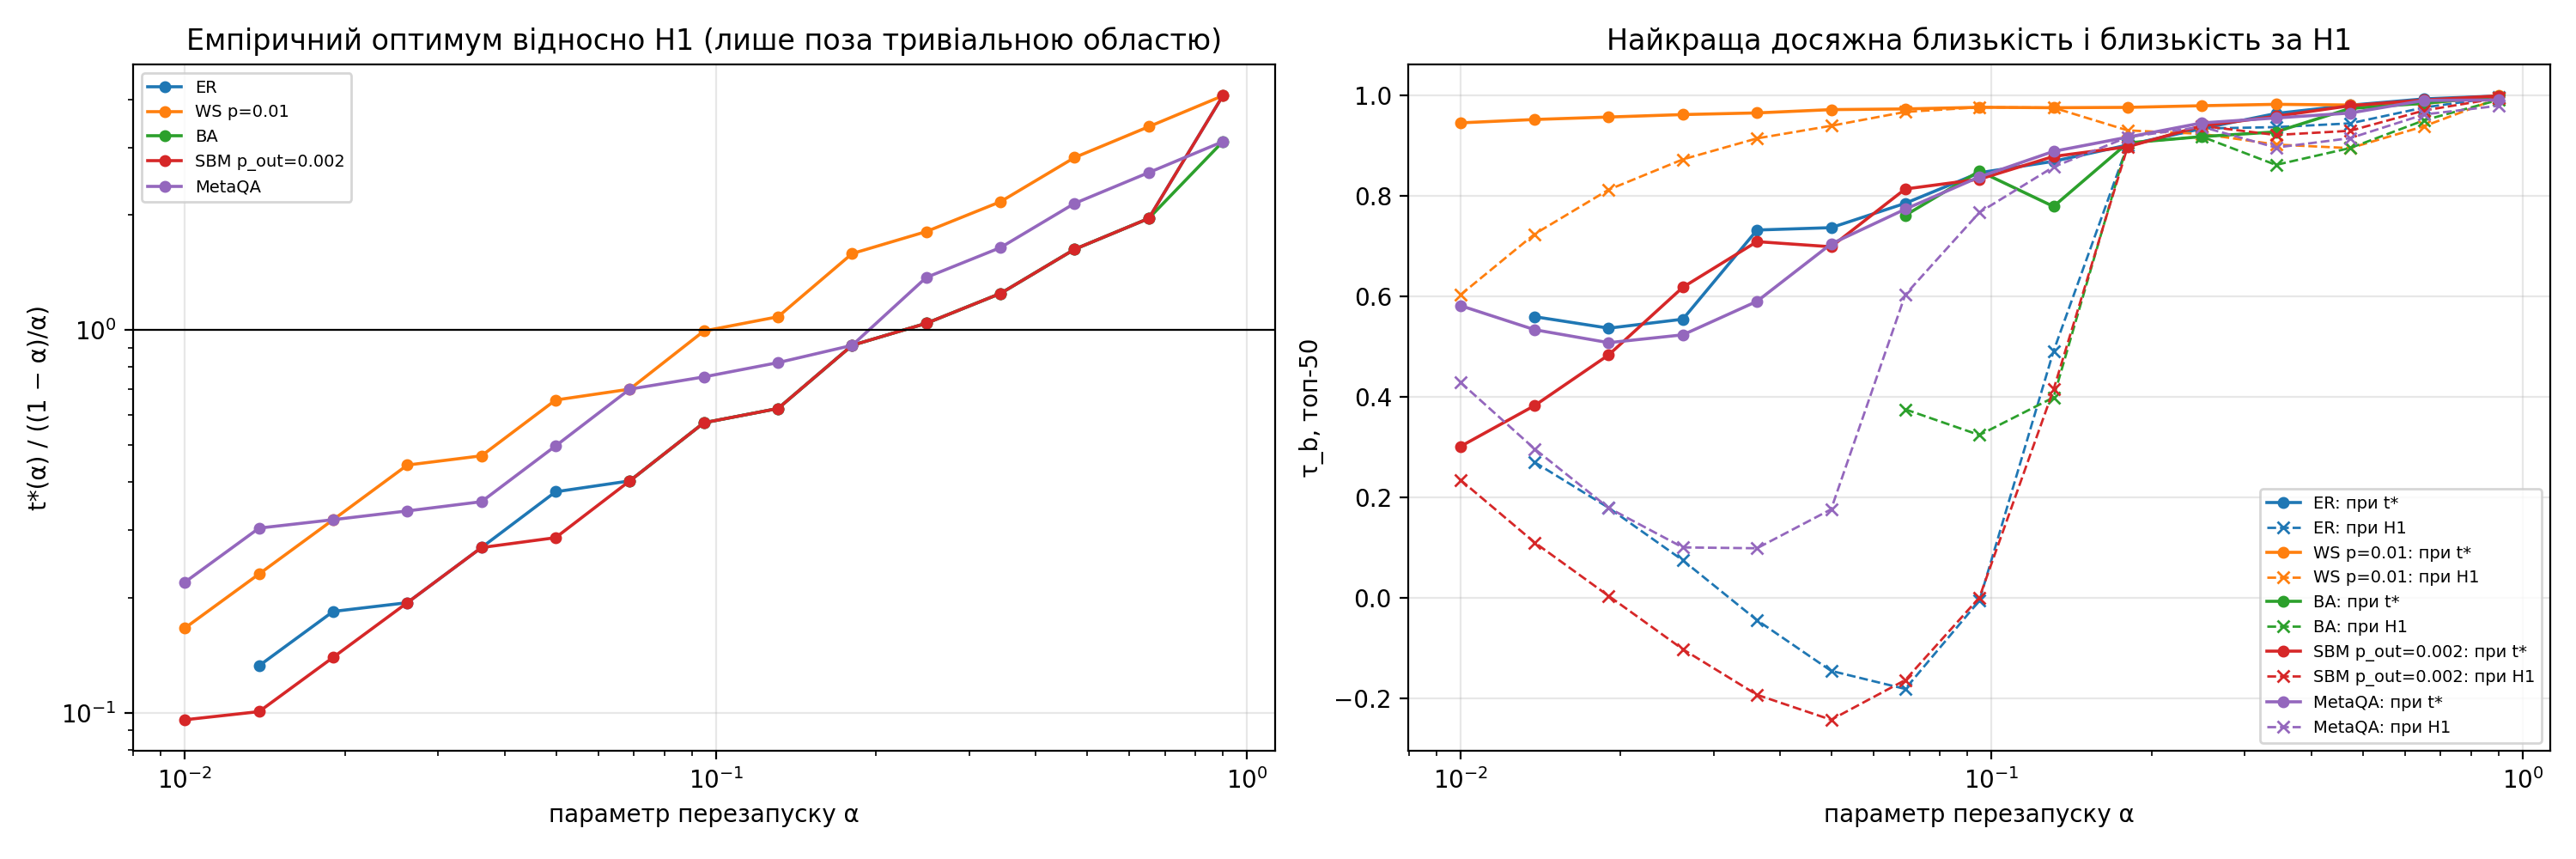 Емпіричний оптимум відносно H1 (лише поза тривіальною областю)
t*(α) / ((1 − α)/α)
10⁰
10⁻¹
ER
WS p=0.01
BA
SBM p_out=0.002
MetaQA
10⁻²
10⁻¹
10⁰
параметр перезапуску α
Найкраща досяжна близькість і близькість за H1
τ_b, топ-50
1.0
0.8
0.6
0.4
0.2
0.0
−0.2
ER: при t*
ER: при H1
WS p=0.01: при t*
WS p=0.01: при H1
BA: при t*
BA: при H1
SBM p_out=0.002: при t*
SBM p_out=0.002: при H1
MetaQA: при t*
MetaQA: при H1
10⁻²
10⁻¹
10⁰
параметр перезапуску α